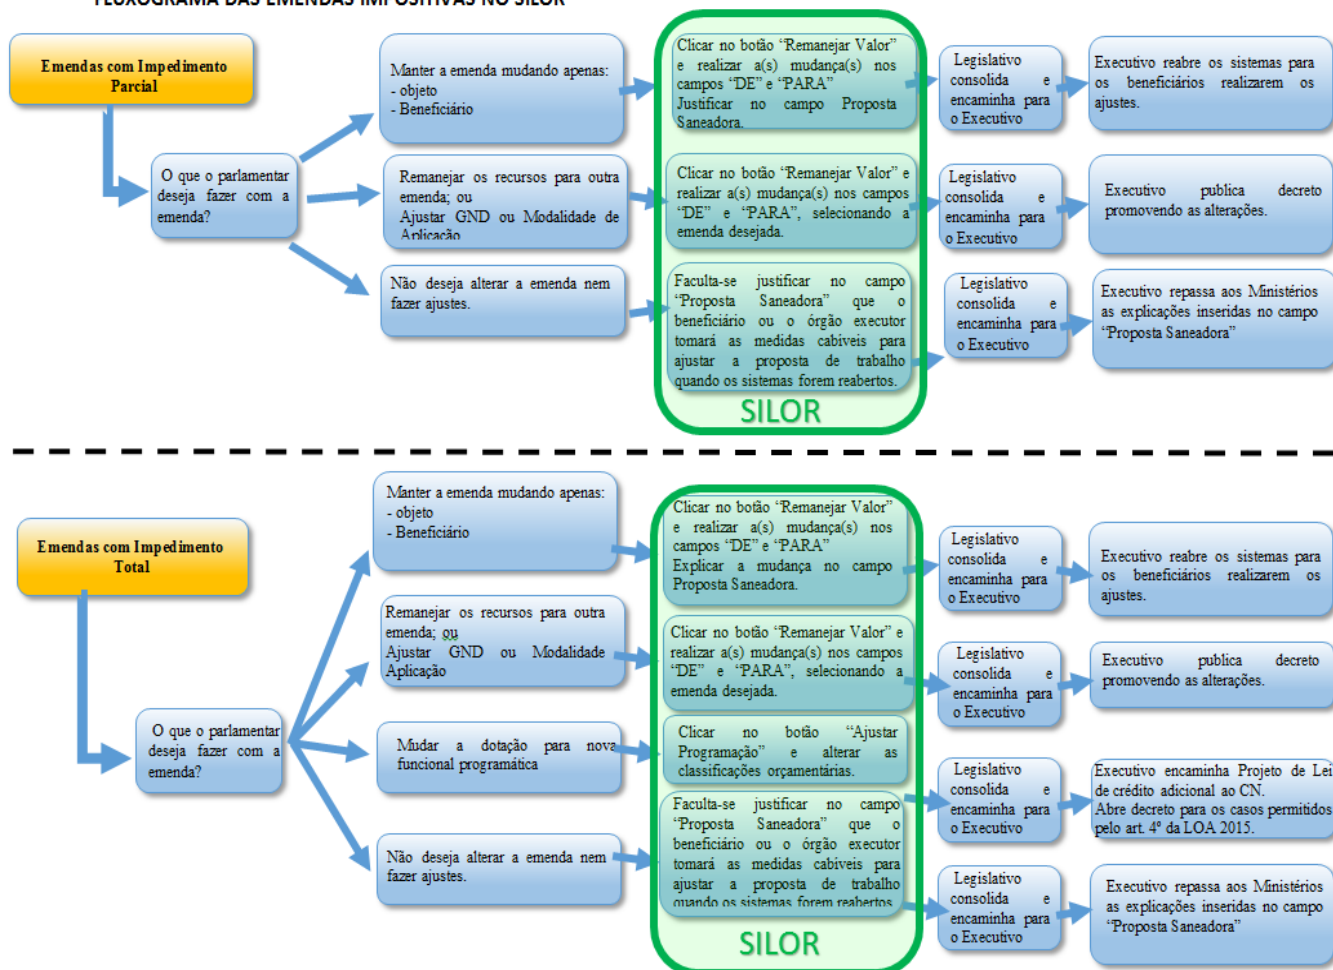 FLUXOGRAMA DAS EMENDAS IMPOSITIVAS NO SILOR
Emendas com Impedimento
Parcial
O que o parlamentar
deseja fazer com a
emenda?
Manter a emenda mudando apenas:
- objeto
- Beneficiário
Clicar no botão “Remanejar Valor”
e realizar a(s) mudança(s) nos
campos “DE” e “PARA”
Justificar no campo Proposta
Saneadora.
Legislativo
consolida e
encaminha para
o Executivo
Executivo reabre os sistemas para
os beneficiários realizarem os
ajustes.
Remanejar os recursos para outra
emenda; ou
Ajustar GND ou Modalidade de
Aplicação
Clicar no botão “Remanejar Valor” e
realizar a(s) mudança(s) nos campos
“DE” e “PARA”, selecionando a
emenda desejada.
Legislativo
consolida e
encaminha para
o Executivo
Executivo publica decreto
promovendo as alterações.
Não deseja alterar a emenda nem
fazer ajustes.
Faculta-se justificar no campo
“Proposta Saneadora” que o
beneficiário ou o órgão executor
tomará as medidas cabíveis para
ajustar a proposta de trabalho
quando os sistemas forem reabertos.
Legislativo
consolida e
encaminha para
o Executivo
Executivo repassa aos Ministérios
as explicações inseridas no campo
“Proposta Saneadora”
SILOR
Emendas com Impedimento
Total
O que o parlamentar
deseja fazer com a
emenda?
Manter a emenda mudando apenas:
- objeto
- Beneficiário
Clicar no botão “Remanejar Valor”
e realizar a(s) mudança(s) nos
campos “DE” e “PARA”
Explicar a mudança no campo
Proposta Saneadora.
Legislativo
consolida e
encaminha para
o Executivo
Executivo reabre os sistemas para
os beneficiários realizarem os
ajustes.
Remanejar os recursos para outra
emenda; ou
Ajustar GND ou Modalidade
Aplicação
Clicar no botão “Remanejar Valor” e
realizar a(s) mudança(s) nos campos
“DE” e “PARA”, selecionando a
emenda desejada.
Legislativo
consolida e
encaminha para
o Executivo
Executivo publica decreto
promovendo as alterações.
Mudar a dotação para nova
funcional programática
Clicar no botão “Ajustar
Programação” e alterar as
classificações orçamentárias.
Legislativo
consolida e
encaminha para
o Executivo
Executivo encaminha Projeto de Lei
de crédito adicional ao CN.
Abre decreto para os casos permitidos
pelo art. 4º da LOA 2015.
Não deseja alterar a emenda nem
fazer ajustes.
Faculta-se justificar no campo
“Proposta Saneadora” que o
beneficiário ou o órgão executor
tomará as medidas cabíveis para
ajustar a proposta de trabalho
quando os sistemas forem reabertos.
Legislativo
consolida e
encaminha para
o Executivo
Executivo repassa aos Ministérios
as explicações inseridas no campo
“Proposta Saneadora”
SILOR